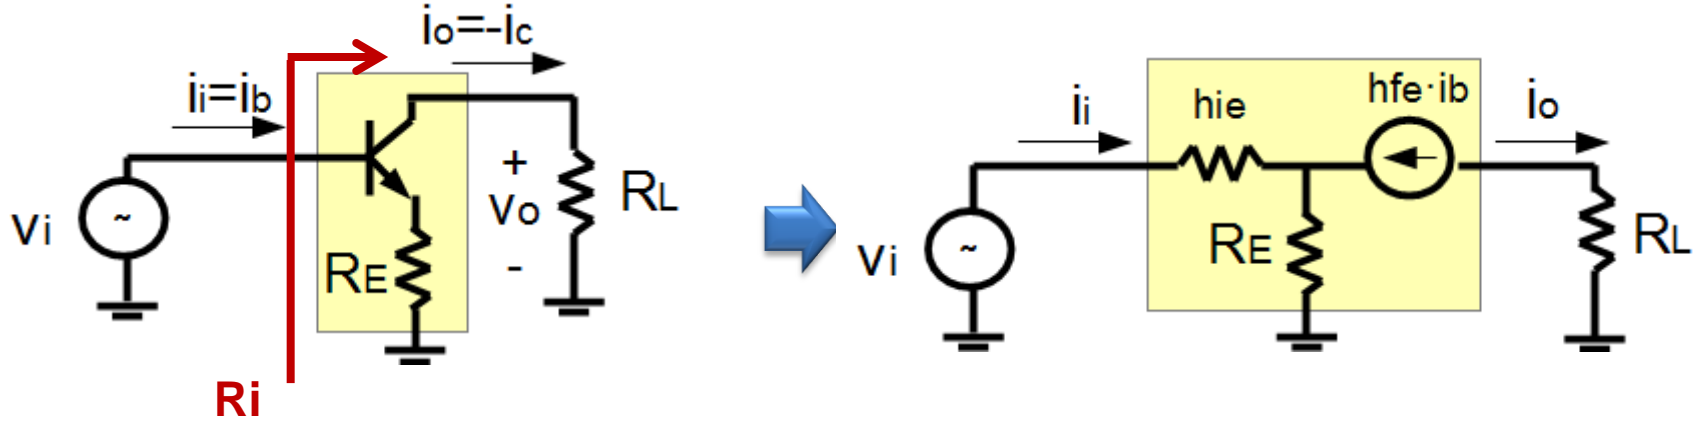 io=-ic
ii=ib
+
vo
-
RL
vi
~
RE
Ri
ii
hie
hfe·ib
io
vi
~
RE
RL